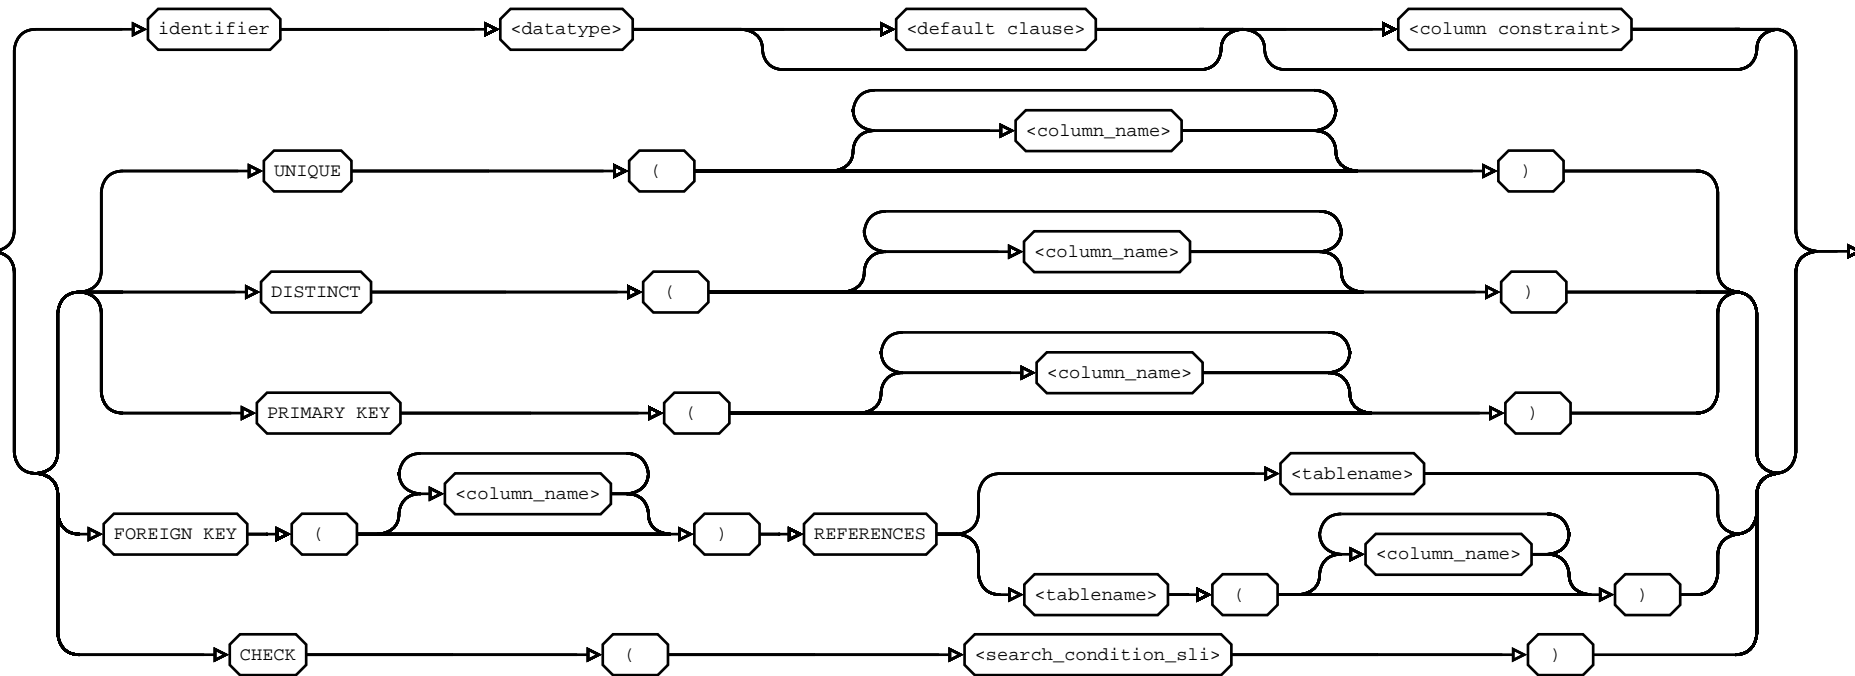 identifier <datatype> <default clause> <column constraint>
<column_name>
UNIQUE ( )
<column_name>
DISTINCT ( )
<column_name>
PRIMARY KEY ( )
<tablename>
<column_name>
FOREIGN KEY ( ) REFERENCES
<column_name>
<tablename> ( )
CHECK ( <search_condition_sli> )